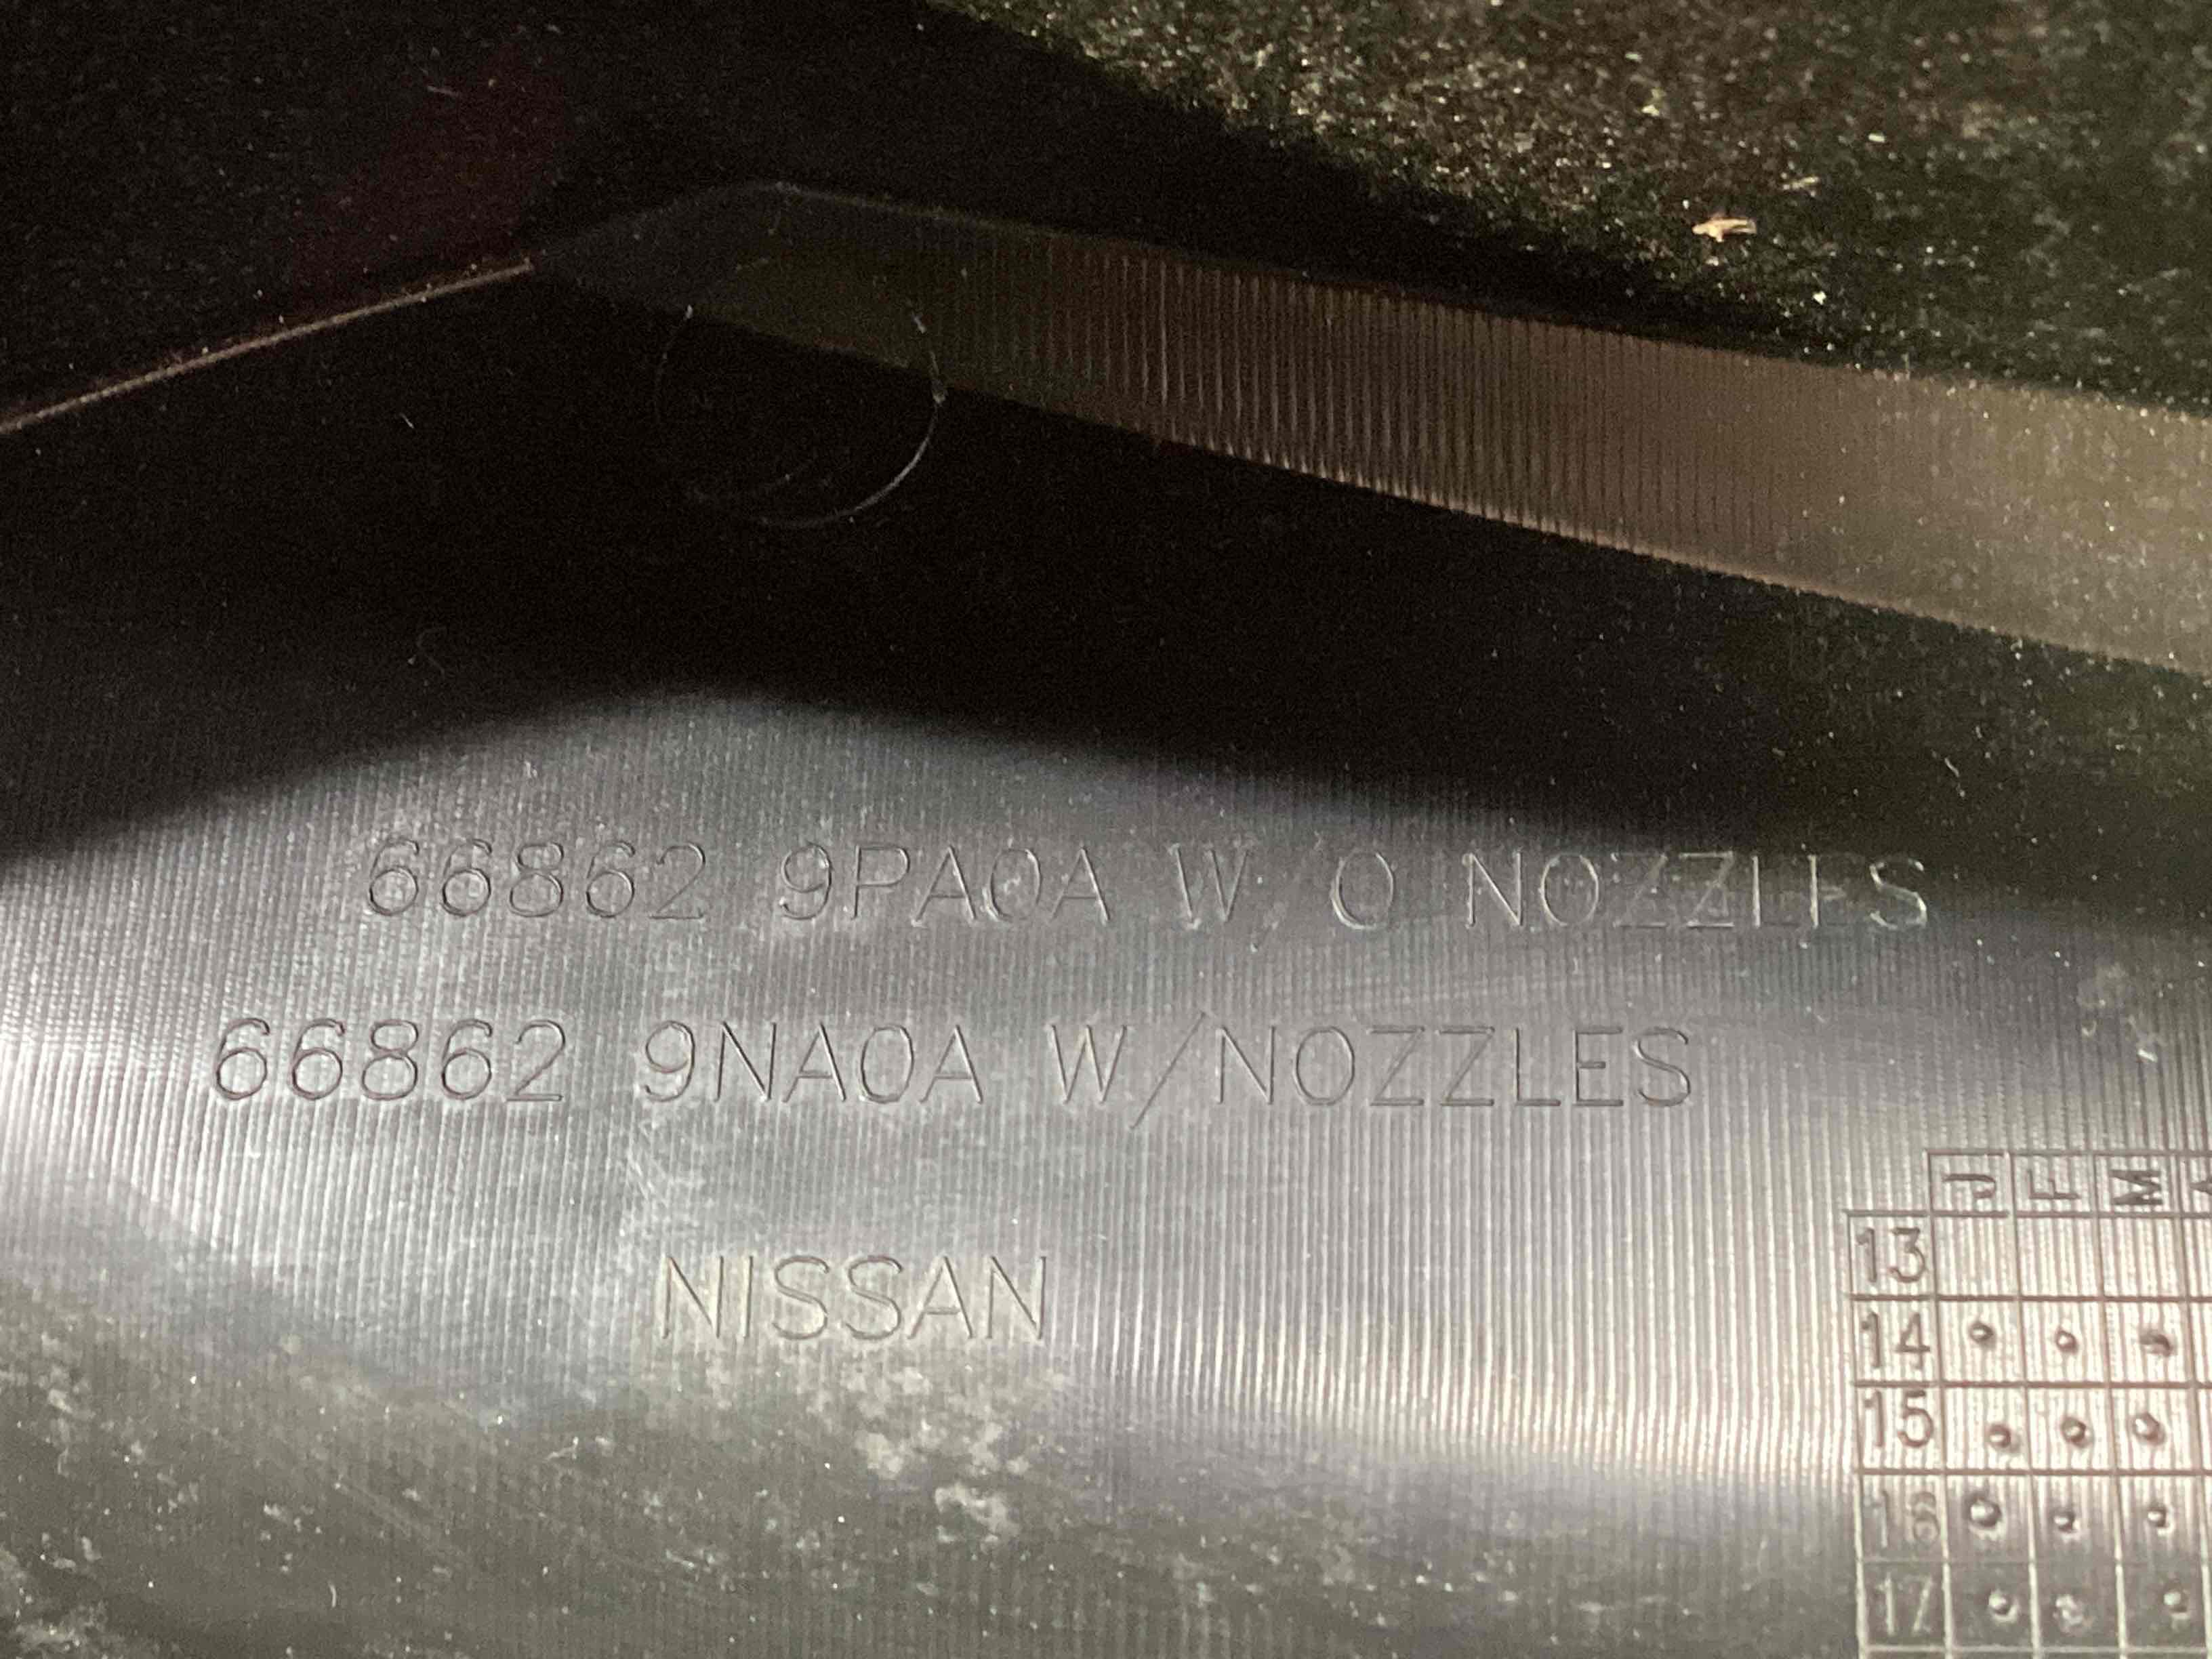 66862 9PA0A W/O NOZZLES
66862 9NA0A W/NOZZLES
NISSAN
J F M
13
14
15
16
17